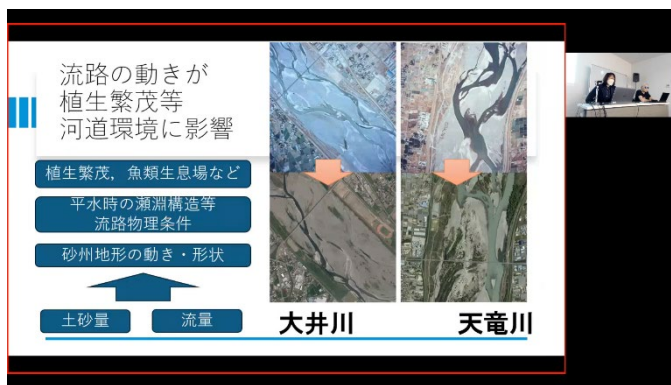 流路の動きが
植生繁茂等
河道環境に影響
植生繁茂，魚類生息場など
平水時の瀬淵構造等
流路物理条件
砂州地形の動き・形状
土砂量
流量
大井川
天竜川